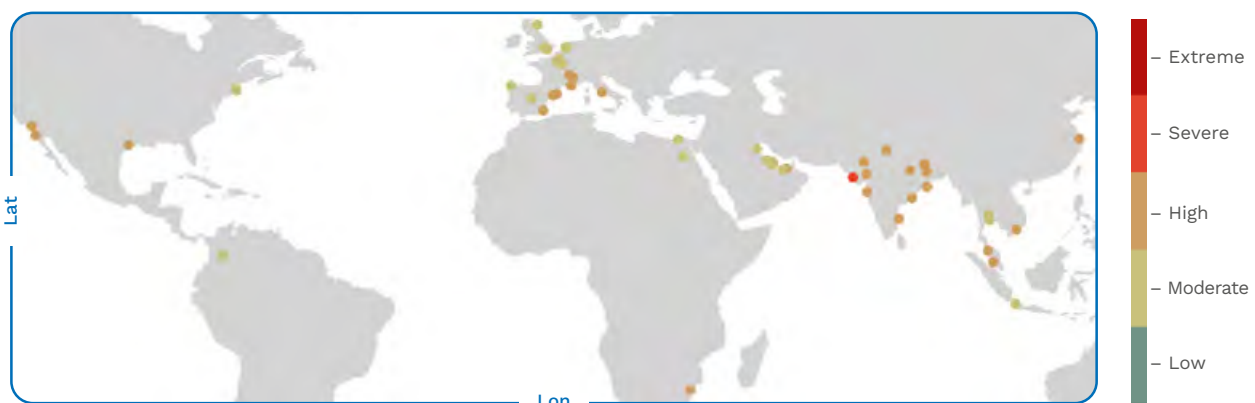 Lat
Lon
– Extreme
– Severe
– High
– Moderate
– Low